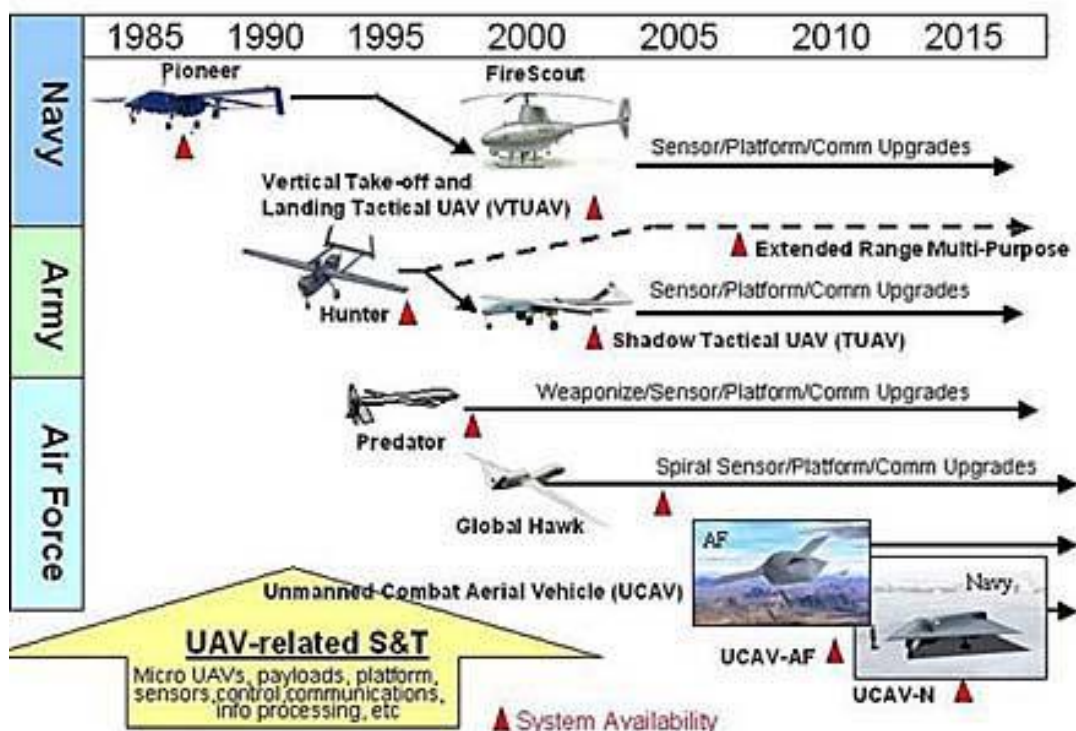 1985 1990 1995 2000 2005 2010 2015
Navy
Pioneer
FireScout
Sensor/Platform/Comm Upgrades
Vertical Take-off and
Landing Tactical UAV (VTUAV)
Army
Extended Range Multi-Purpose
Hunter
Sensor/Platform/Comm Upgrades
Shadow Tactical UAV (TUAV)
Air Force
Weaponize/Sensor/Platform/Comm Upgrades
Predator
Spiral Sensor/Platform/Comm Upgrades
Global Hawk
AF
Unmanned Combat Aerial Vehicle (UCAV)
Navy
UCAV-AF
UCAV-N
UAV-related S&T
Micro UAVs, payloads, platform,
sensors,control,communications,
info processing, etc
System Availability